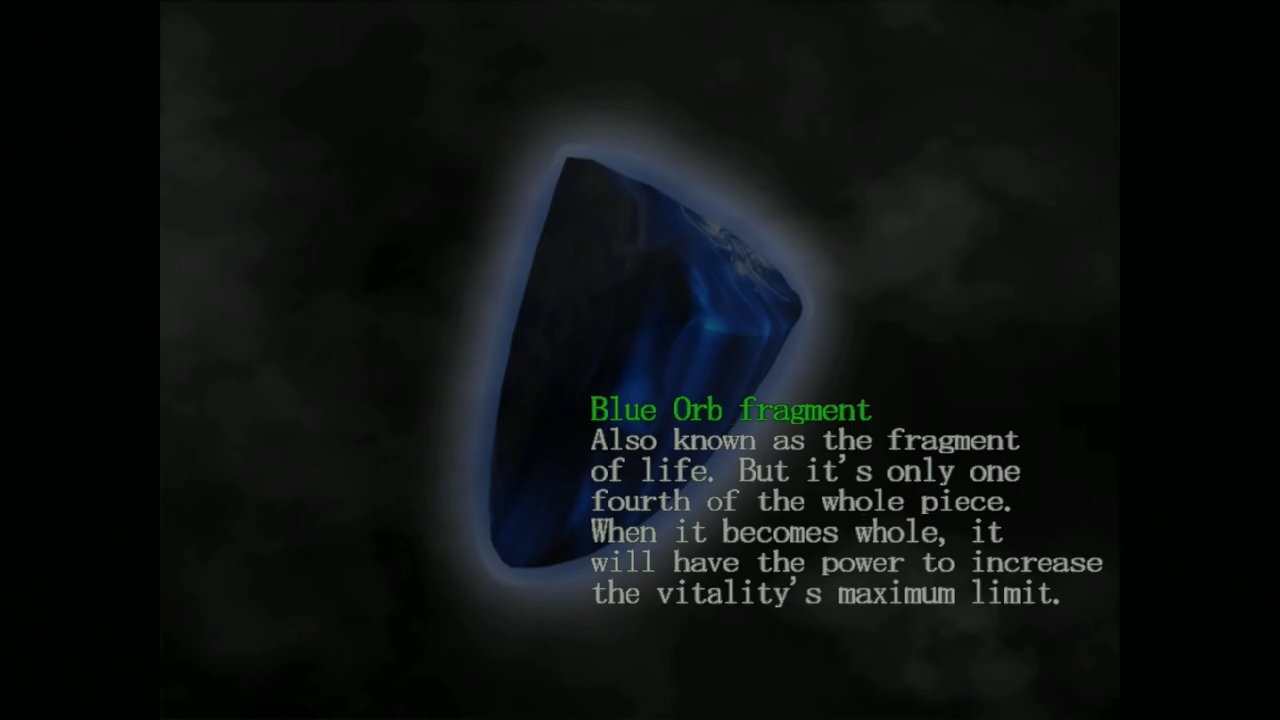 Blue Orb fragment
Also known as the fragment
of life. But it's only one
fourth of the whole piece.
When it becomes whole, it
will have the power to increase
the vitality's maximum limit.